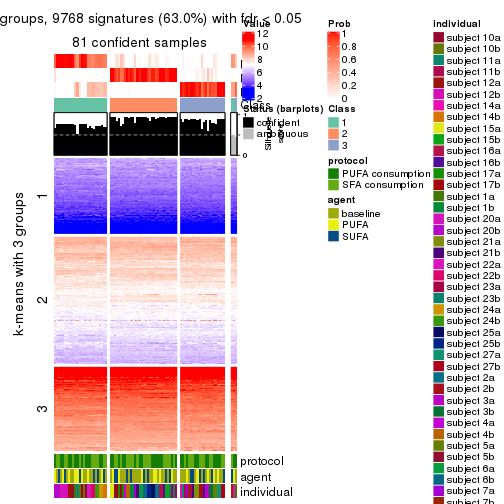 groups, 9768 signatures (63.0%) with fdr < 0.05
81 confident samples
k-means with 3 groups
1
2
3
Value
12
10
8
6
4
2
Prob
1
0.8
0.6
0.4
0.2
0
Class
Status (barplots)
confident
ambiguous
0
Class
1
2
3
protocol
PUFA consumption
SFA consumption
agent
baseline
PUFA
SUFA
protocol
agent
individual
individual
subject 10a
subject 10b
subject 11a
subject 11b
subject 12a
subject 12b
subject 14a
subject 14b
subject 15a
subject 15b
subject 16a
subject 16b
subject 17a
subject 17b
subject 1a
subject 1b
subject 20a
subject 20b
subject 21a
subject 21b
subject 22a
subject 22b
subject 23a
subject 23b
subject 24a
subject 24b
subject 25a
subject 25b
subject 27a
subject 27b
subject 2a
subject 2b
subject 3a
subject 3b
subject 4a
subject 4b
subject 5a
subject 5b
subject 6a
subject 6b
subject 7a
subject 7b